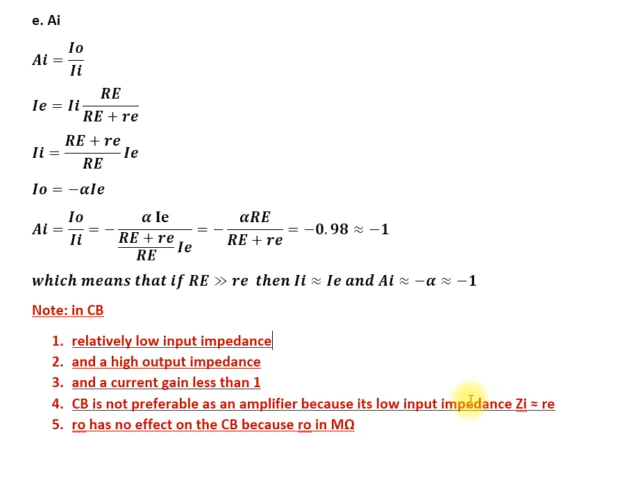 e. Ai
Ai = Io / Ii
Ie = Ii RE / (RE + re)
Ii = (RE + re) / RE Ie
Io = −αIe
Ai = Io / Ii = − α Ie / ((RE + re) / RE Ie) = − αRE / (RE + re) = −0.98 ≈ −1
which means that if RE ≫ re then Ii ≈ Ie and Ai ≈ −α ≈ −1
Note: in CB
1. relatively low input impedance
2. and a high output impedance
3. and a current gain less than 1
4. CB is not preferable as an amplifier because its low input impedance Zi ≈ re
5. ro has no effect on the CB because ro in MΩ